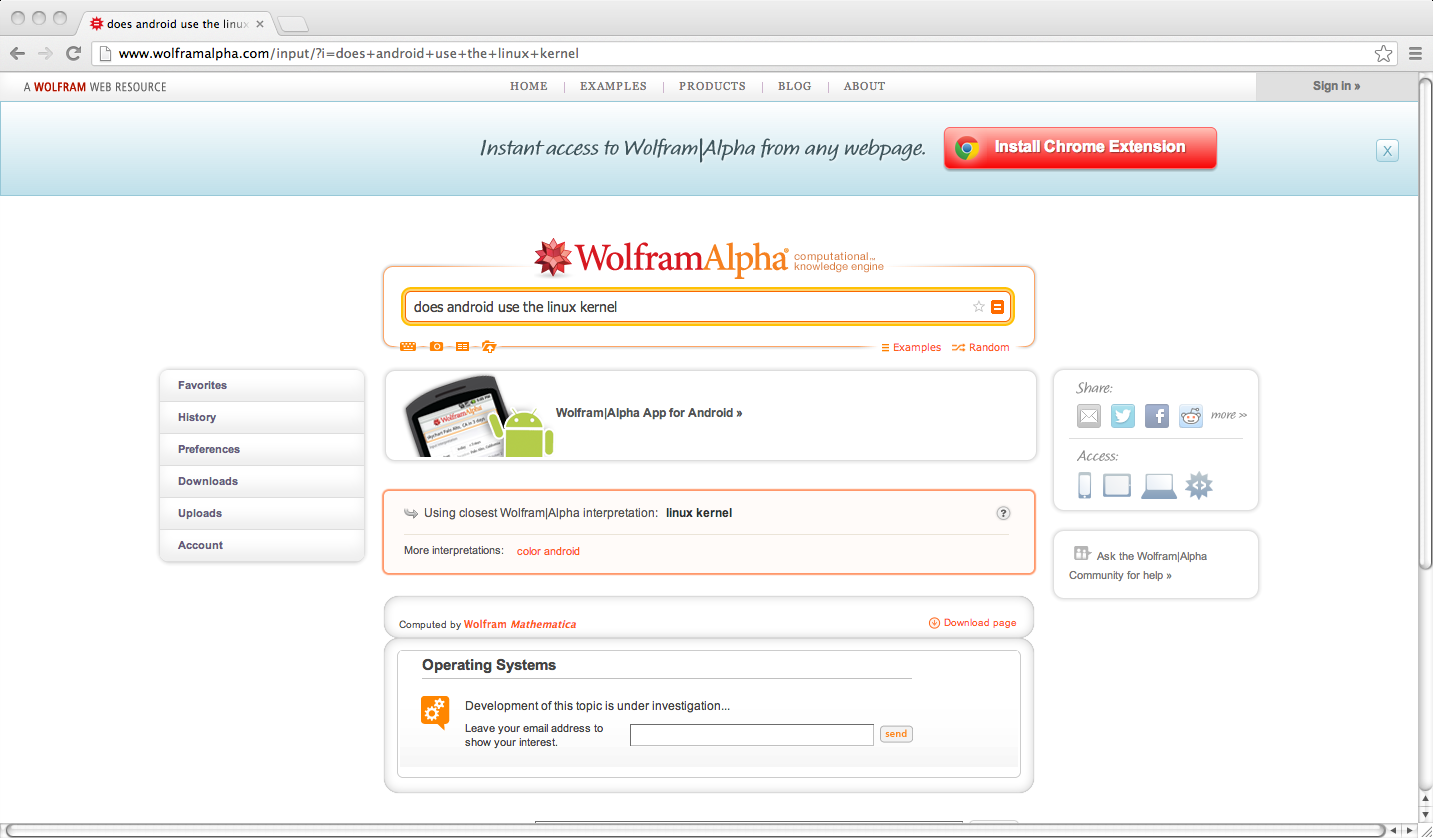 does android use the linux
www.wolframalpha.com/input/?i=does+android+use+the+linux+kernel
A WOLFRAM WEB RESOURCE
HOME | EXAMPLES | PRODUCTS | BLOG | ABOUT
Sign in »
Instant access to Wolfram|Alpha from any webpage.
Install Chrome Extension
X
WolframAlpha® computational...
knowledge engine
does android use the linux kernel
Examples
Random
Favorites
History
Preferences
Downloads
Uploads
Account
WolframAlpha
Wolfram|Alpha App for Android »
Share:
more »
Access:
Using closest Wolfram|Alpha interpretation: linux kernel
?
More interpretations: color android
Ask the Wolfram|Alpha
Community for help »
Computed by Wolfram Mathematica
Download page
Operating Systems
Development of this topic is under investigation...
Leave your email address to
show your interest.
send